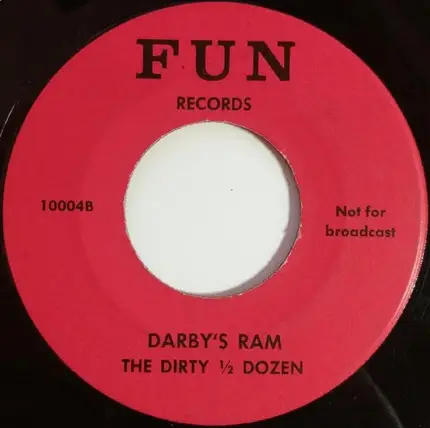 FUN
RECORDS
10004B
Not for
broadcast
DARBY'S RAM
THE DIRTY ½ DOZEN